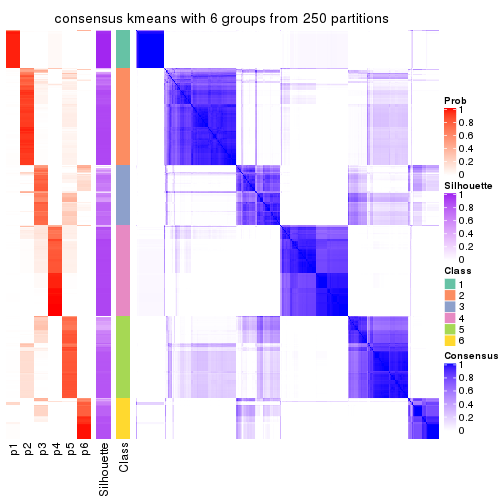 consensus kmeans with 6 groups from 250 partitions
Prob
1
0.8
0.6
0.4
0.2
0
Silhouette
1
0.8
0.6
0.4
0.2
0
Class
1
2
3
4
5
6
Consensus
1
0.8
0.6
0.4
0.2
0
p1
p2
p3
p4
p5
p6
Silhouette
Class